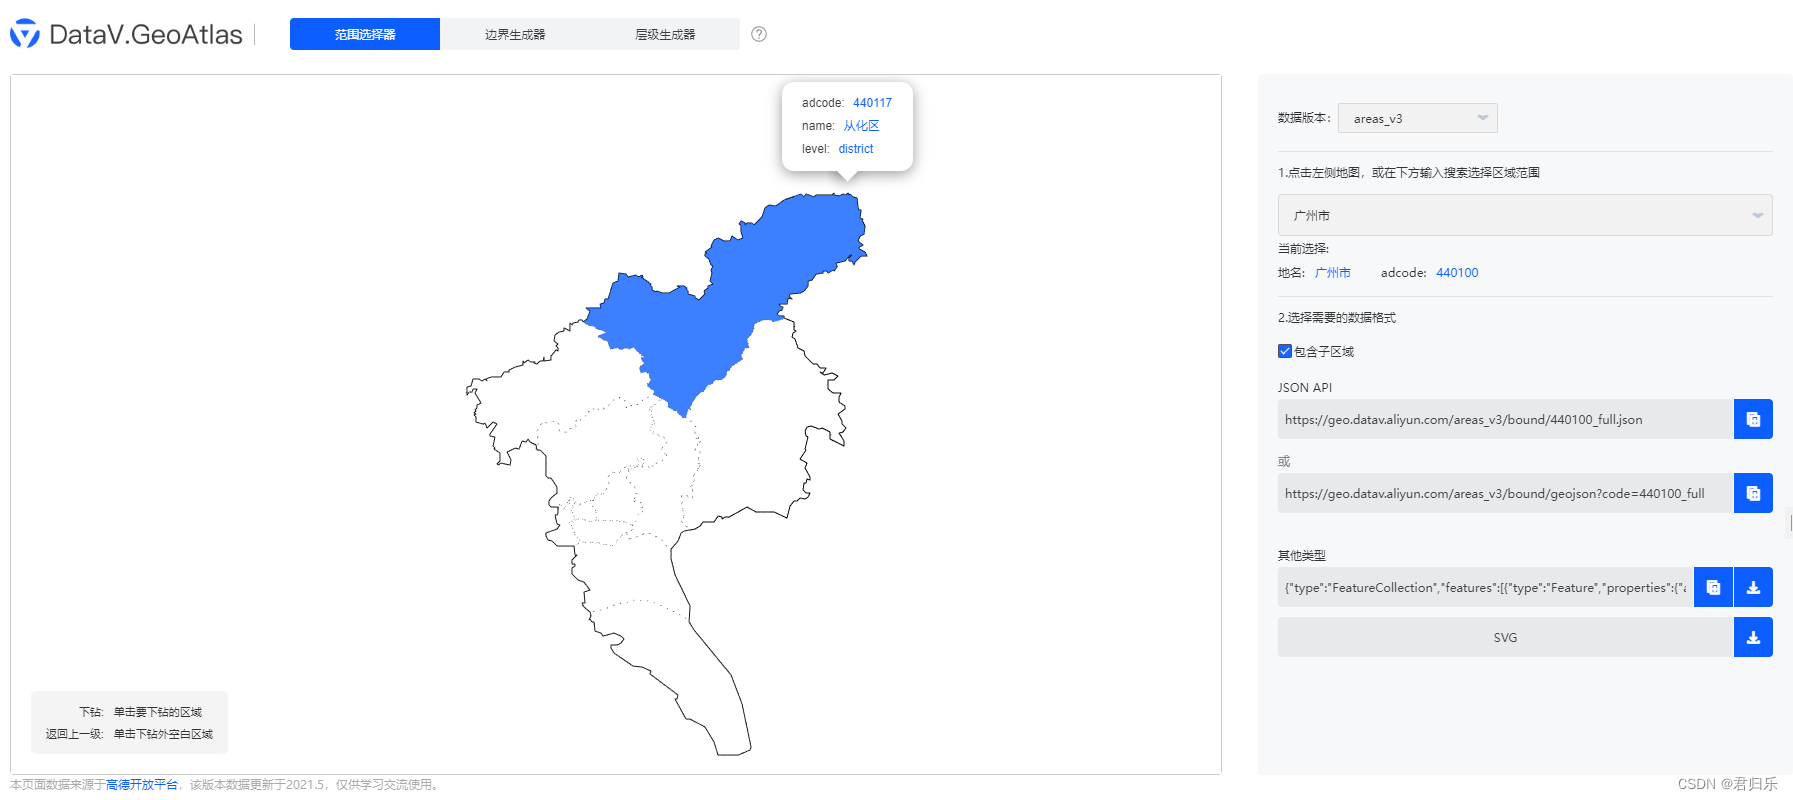 DataV.GeoAtlas
范围选择器
边界生成器
层级生成器
?
adcode: 440117
name: 从化区
level: district
下钻: 单击要下钻的区域
返回上一级: 单击下钻外空白区域
本页面数据来源于高德开放平台，该版本数据更新于2021.5，仅供学习交流使用。
数据版本: areas_v3
1.点击左侧地图，或在下方输入搜索选择区域范围
广州市
当前选择:
地名: 广州市 adcode: 440100
2.选择需要的数据格式
包含子区域
JSON API
https://geo.datav.aliyun.com/areas_v3/bound/440100_full.json
或
https://geo.datav.aliyun.com/areas_v3/bound/geojson?code=440100_full
其他类型
{"type":"FeatureCollection","features":[{"type":"Feature","properties":{"a
SVG
CSDN @君归乐